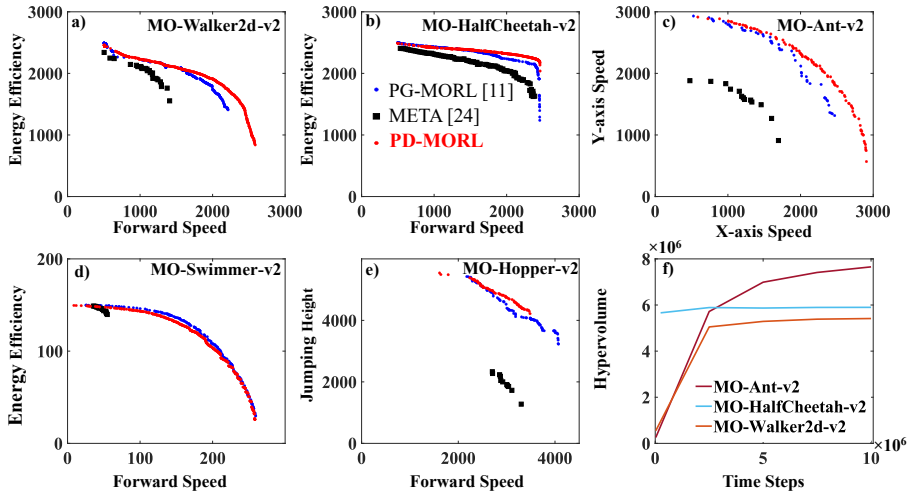 a) MO-Walker2d-v2
Energy Efficiency
3000
2000
1000
0
0 1000 2000 3000
Forward Speed
b) MO-HalfCheetah-v2
Energy Efficiency
3000
2000
1000
0
0 1000 2000 3000
Forward Speed
PG-MORL [11]
META [24]
PD-MORL
c) MO-Ant-v2
Y-axis Speed
3000
2000
1000
0
0 1000 2000 3000
X-axis Speed
d) MO-Swimmer-v2
Energy Efficiency
200
100
0
0 100 200
Forward Speed
e) MO-Hopper-v2
Jumping Height
4000
2000
0
0 2000 4000
Forward Speed
×10⁶
f)
Hypervolume
8
6
4
2
0
0 5 10
×10⁶
Time Steps
MO-Ant-v2
MO-HalfCheetah-v2
MO-Walker2d-v2